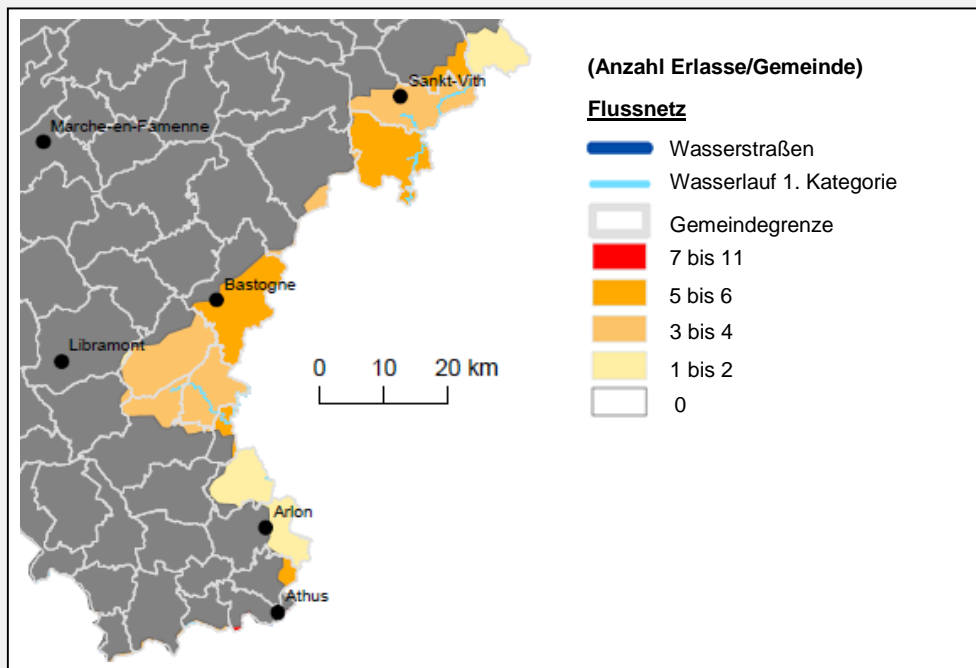 Sankt-Vith
Marche-en-Famenne
Bastogne
Libramont
0 10 20 km
Arlon
Athus
(Anzahl Erlasse/Gemeinde)
Flussnetz
Wasserstraßen
Wasserlauf 1. Kategorie
Gemeindegrenze
7 bis 11
5 bis 6
3 bis 4
1 bis 2
0